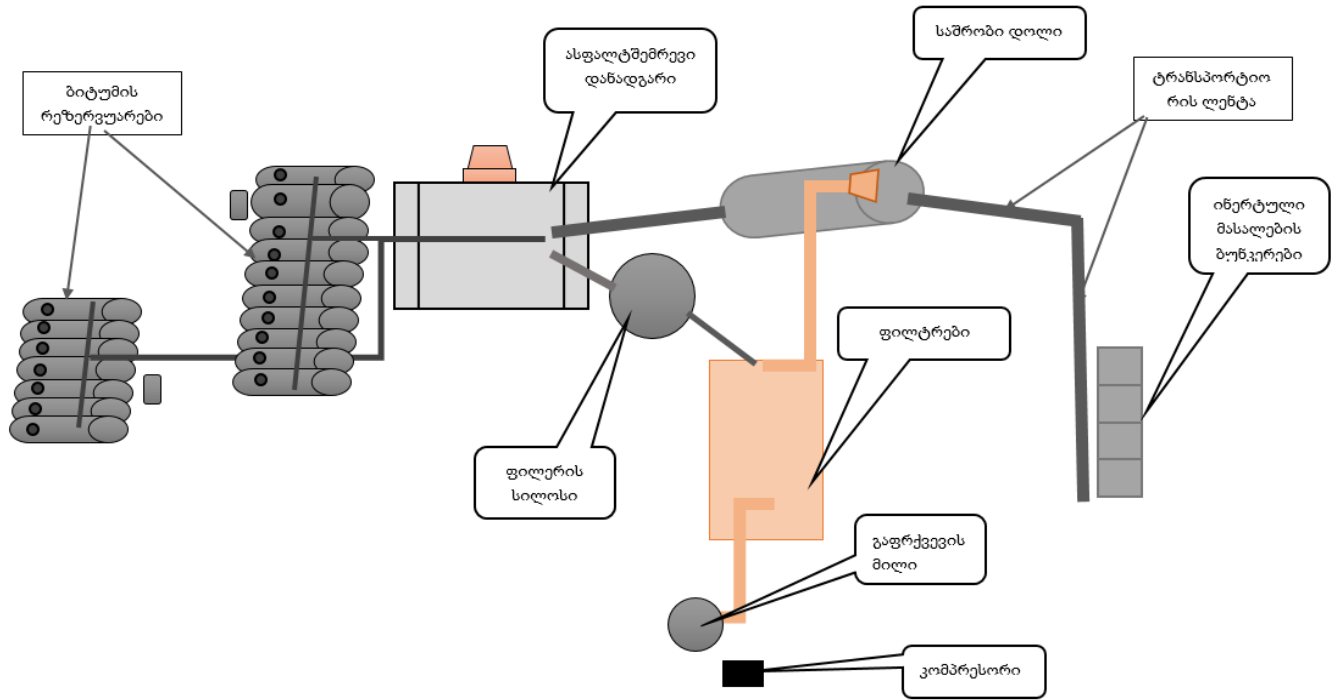 საშრობი დოლი
ასფალტშემრევი
დანადგარი
ბიტუმის
რეზერვუარები
ტრანსპორტიო
რის ლენტა
ინერტული
მასალების
ბუნკერები
ფილტრები
ფილერის
სილოსი
გაფრქვევის
მილი
კომპრესორი